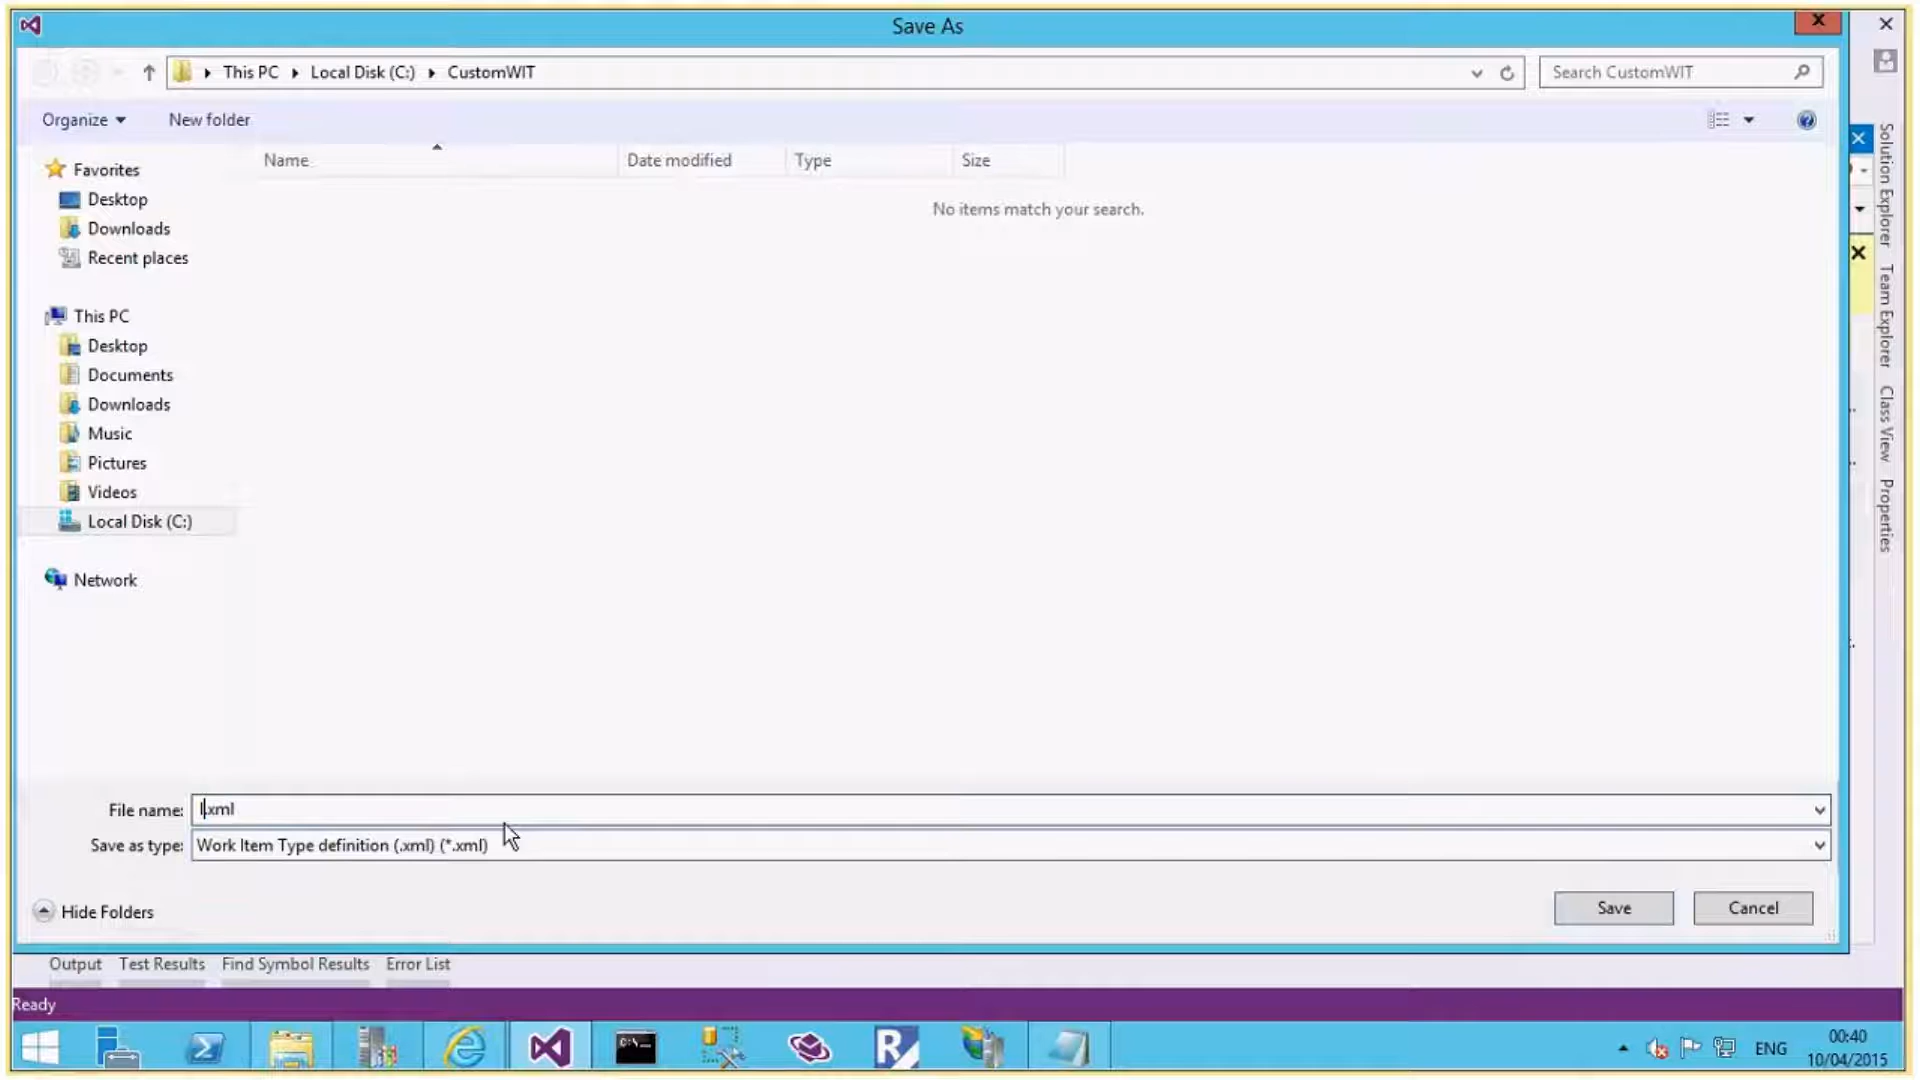 Save As
This PC
Local Disk (C:)
CustomWIT
Search CustomWIT
Organize
New folder
Name
Date modified
Type
Size
No items match your search.
Favorites
Desktop
Downloads
Recent places
This PC
Desktop
Documents
Downloads
Music
Pictures
Videos
Local Disk (C:)
Network
File name:
I.xml
Save as type:
Work Item Type definition (.xml) (*.xml)
Hide Folders
Save
Cancel
Solution Explorer
Team Explorer
Class View
Properties
Output
Test Results
Find Symbol Results
Error List
Ready
ENG
00:40
10/04/2015